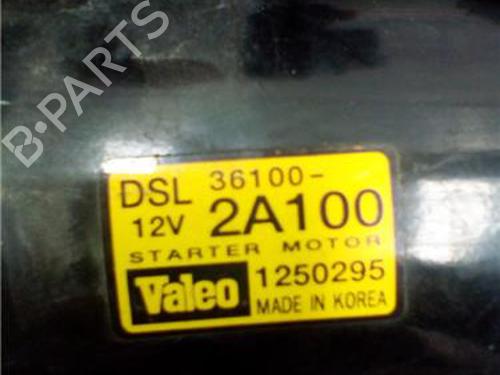 B-PARTS
DSL 36100-
12V 2A100
STARTER MOTOR
Valeo 1250295
MADE IN KOREA